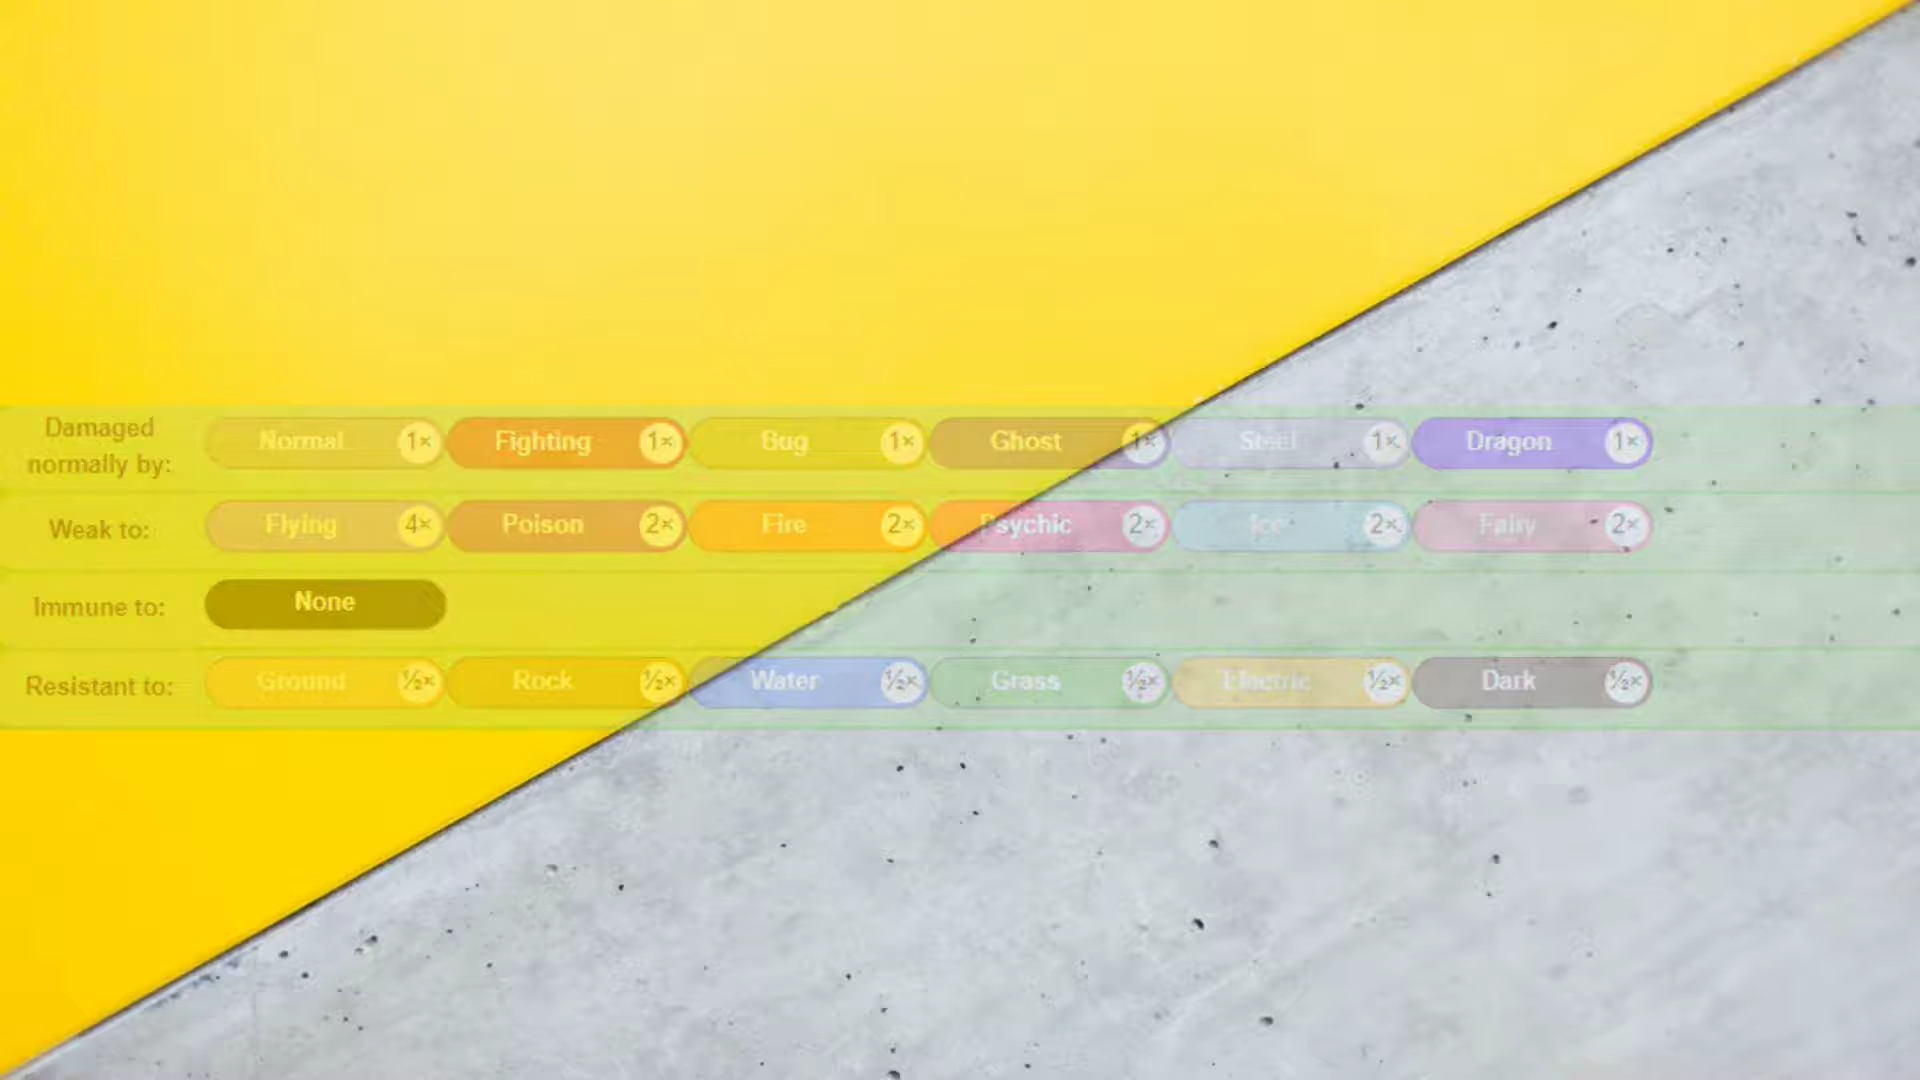 Damaged
normally by:
Normal 1× Fighting 1× Bug 1× Ghost 1× Steel 1× Dragon 1×
Weak to:
Flying 4× Poison 2× Fire 2× Psychic 2× Ice 2× Fairy 2×
Immune to:
None
Resistant to:
Ground ½× Rock ½× Water ½× Grass ½× Electric ½× Dark ½×